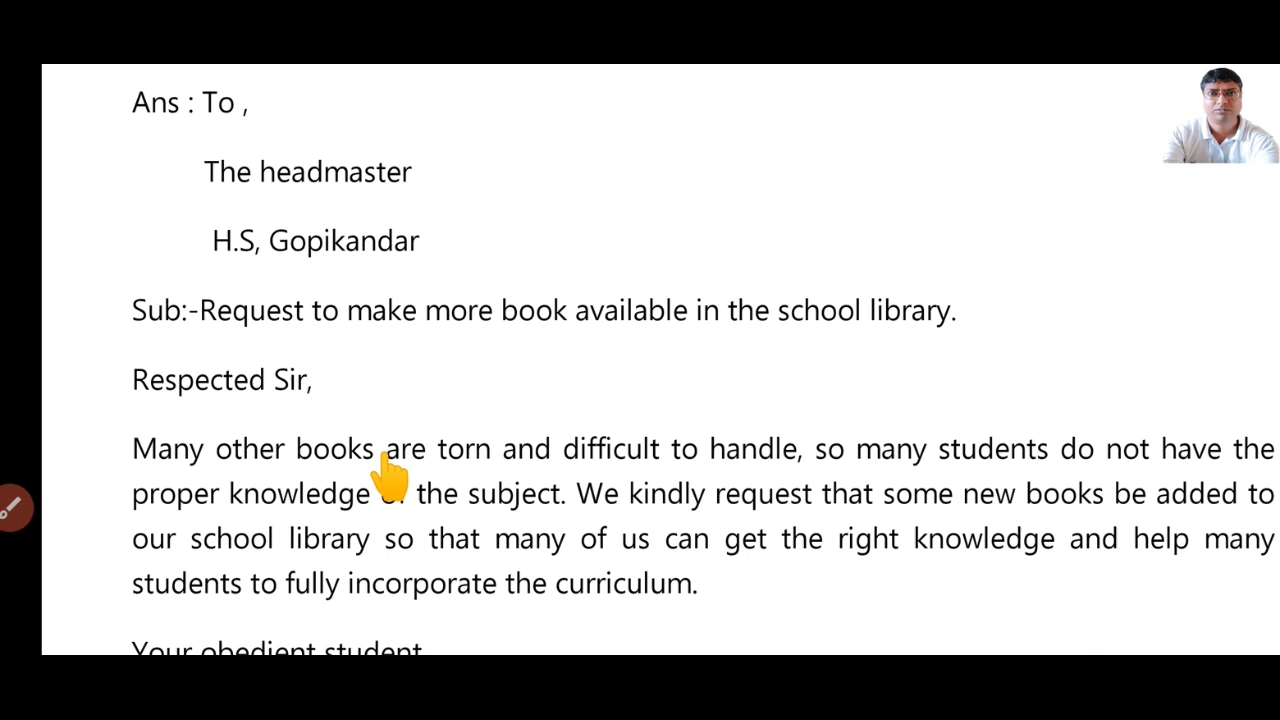 Ans : To ,
The headmaster
H.S, Gopikandar
Sub:-Request to make more book available in the school library.
Respected Sir,
Many other books are torn and difficult to handle, so many students do not have the
proper knowledge the subject. We kindly request that some new books be added to
our school library so that many of us can get the right knowledge and help many
students to fully incorporate the curriculum.
Your obedient student